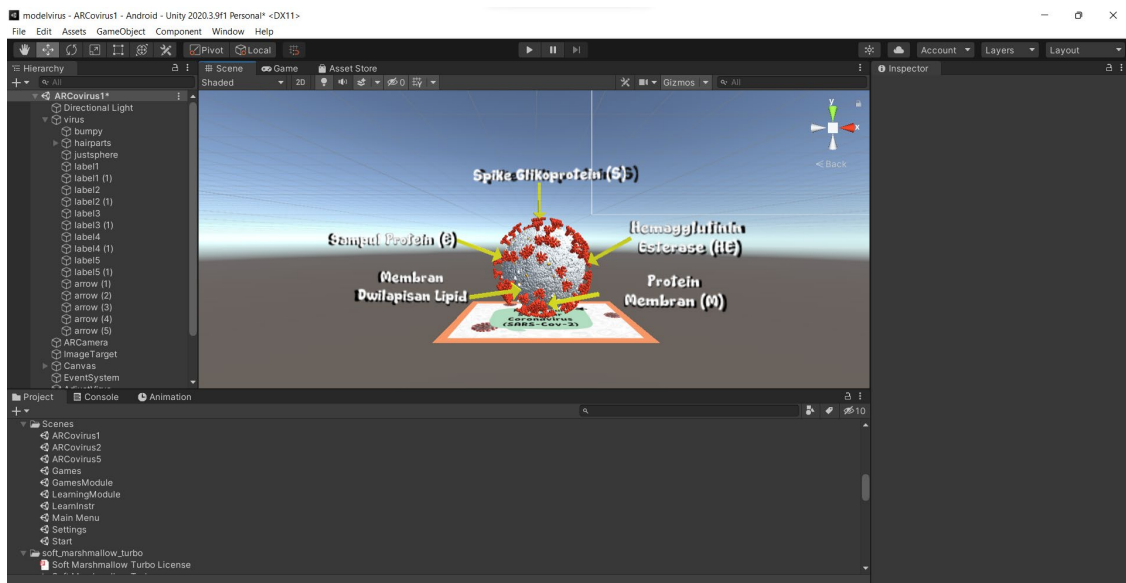 modelvirus - ARCovirus1 - Android - Unity 2020.3.9f1 Personal* <DX11>
File Edit Assets GameObject Component Window Help
Pivot Local Account Layers Layout
Hierarchy
All
ARCovirus1*
Directional Light
virus
bumpy
hairparts
justsphere
label1
label1 (1)
label2
label2 (1)
label3
label3 (1)
label4
label4 (1)
label5
label5 (1)
arrow (1)
arrow (2)
arrow (3)
arrow (4)
arrow (5)
ARCamera
ImageTarget
Canvas
EventSystem
Scene Game Asset Store
Shaded 2D 0 Gizmos All
y
x
Back
Spike Glikoprotein (S)
Sampul Protein (E)
Hemagglutinin
Esterase (HE)
Membran
Dwilapisan Lipid
Protein
Membran (M)
Coronavirus
(SARS-Cov-2)
Inspector
Project Console Animation
10
Scenes
ARCovirus1
ARCovirus2
ARCovirus5
Games
GamesModule
LearningModule
LearnInstr
Main Menu
Settings
Start
soft_marshmallow_turbo
Soft Marshmallow Turbo License